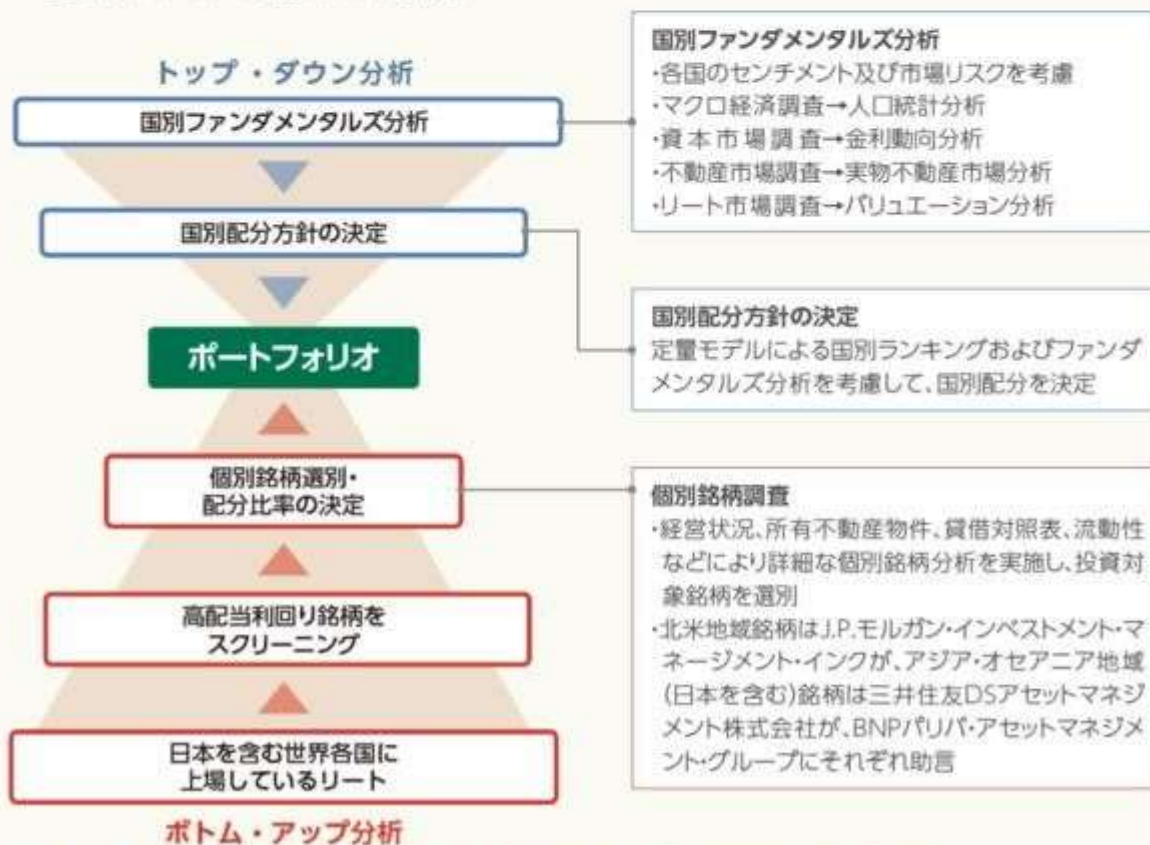 トップ・ダウン分析
国別ファンダメンタルズ分析
国別配分方針の決定
ポートフォリオ
個別銘柄選別・
配分比率の決定
高配当利回り銘柄を
スクリーニング
日本を含む世界各国に
上場しているリート
ボトム・アップ分析
国別ファンダメンタルズ分析
・各国のセンチメント及び市場リスクを考慮
・マクロ経済調査→人口統計分析
・資本市場調査→金利動向分析
・不動産市場調査→実物不動産市場分析
・リート市場調査→バリュエーション分析
国別配分方針の決定
定量モデルによる国別ランキングおよびファンダ
メンタルズ分析を考慮して、国別配分を決定
個別銘柄調査
・経営状況、所有不動産物件、貸借対照表、流動性
などにより詳細な個別銘柄分析を実施し、投資対
象銘柄を選別
・北米地域銘柄はJ.P.モルガン・インベストメント・マ
ネージメント・インクが、アジア・オセアニア地域
(日本を含む)銘柄は三井住友DSアセットマネジ
メント株式会社が、BNPパリバ・アセットマネジメ
ント・グループにそれぞれ助言